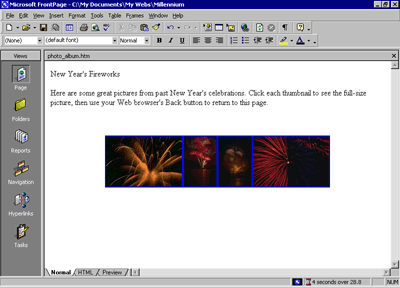 Microsoft FrontPage - C:\My Documents\My Webs\Millennium
File Edit View Insert Format Tools Table Frames Window Help
(None) (default font) Normal
Views photo_album.htm
Page
Folders
Reports
Navigation
Hyperlinks
Tasks
New Year's Fireworks
Here are some great pictures from past New Year's celebrations. Click each thumbnail to see the full-size
picture, then use your Web browser's Back button to return to this page.
Normal HTML Preview
4 seconds over 28.8 NUM